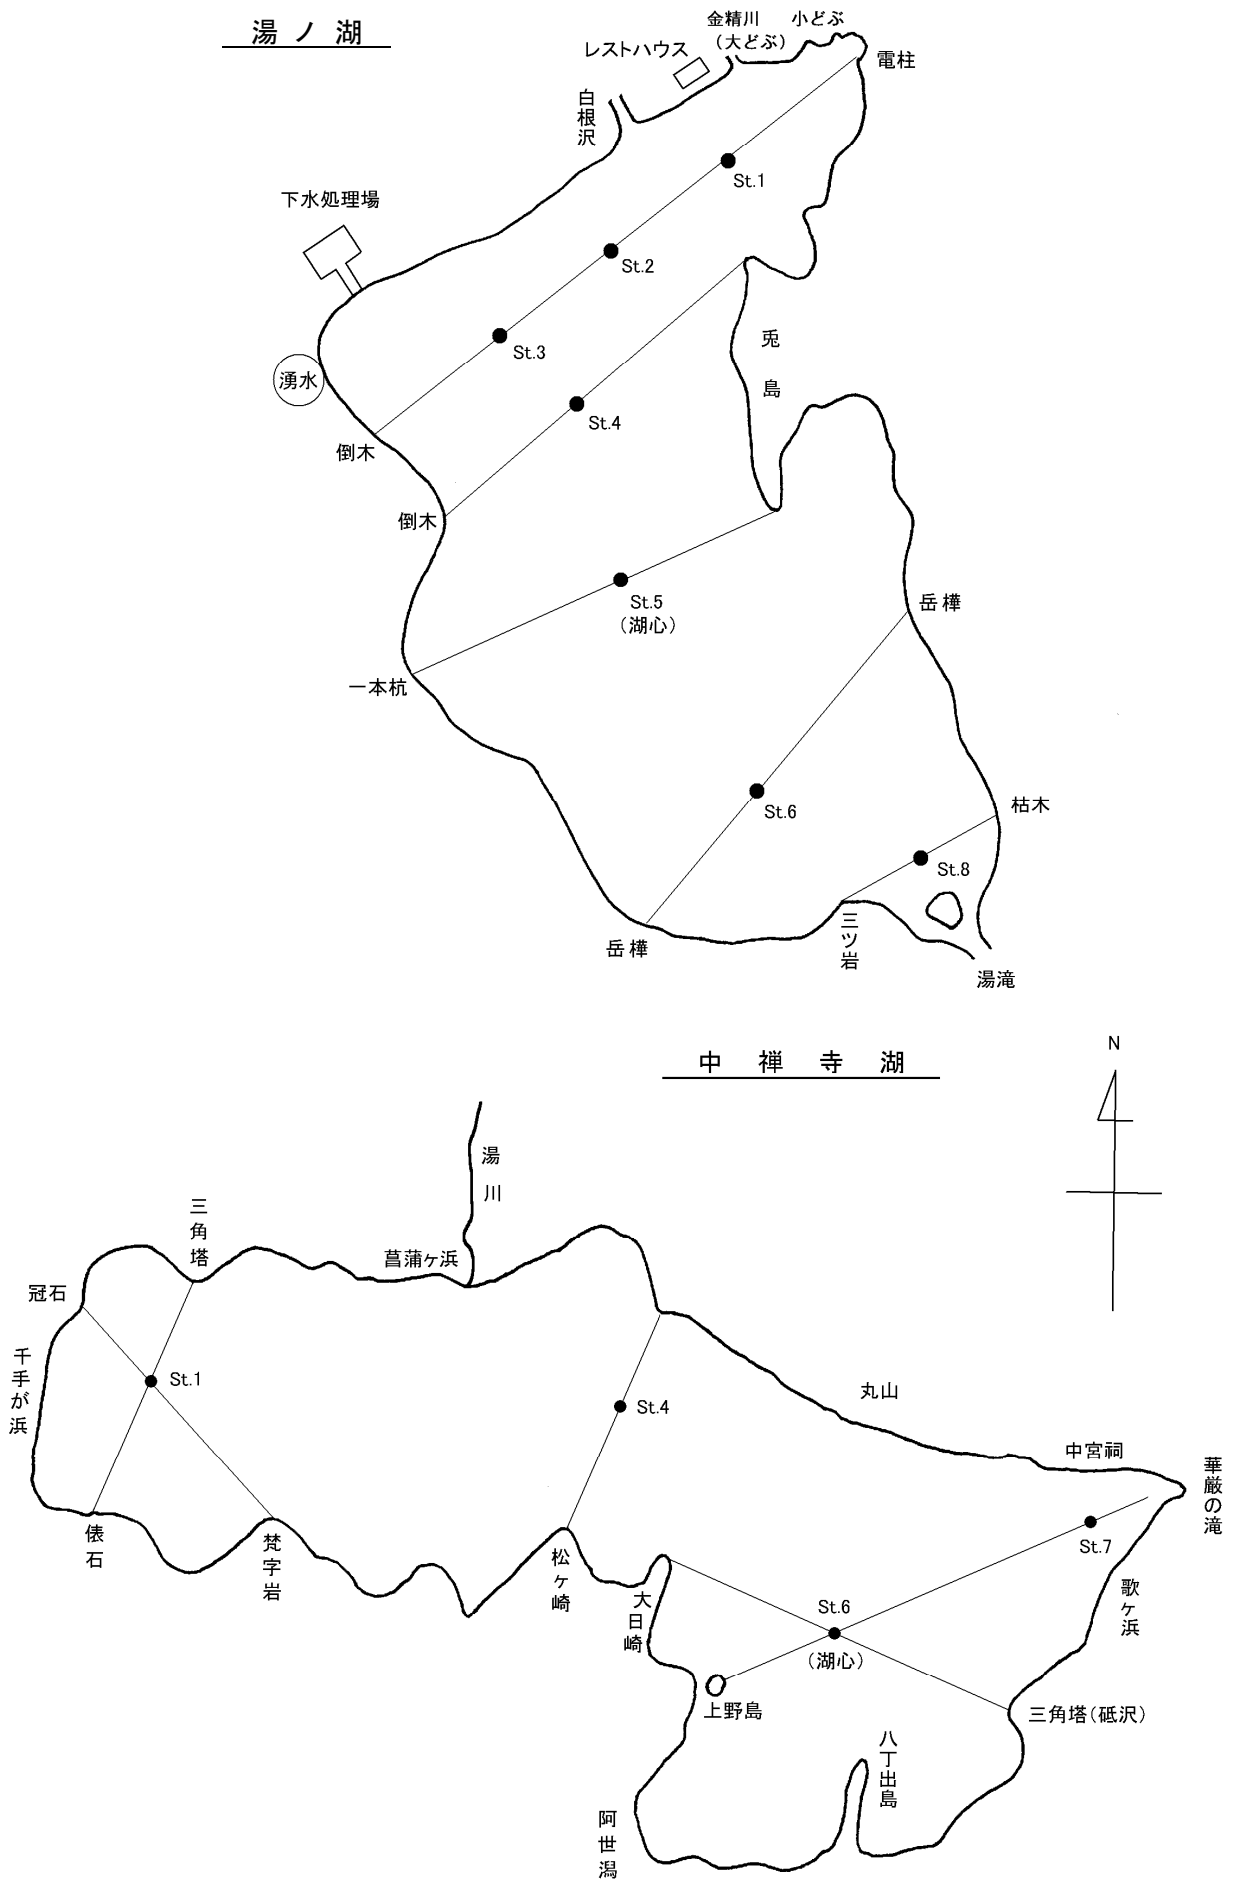 湯ノ湖
金精川
(大どぶ)
小どぶ
電柱
レストハウス
白根沢
St.1
下水処理場
St.2
St.3
兎島
湧水
St.4
倒木
倒木
St.5
(湖心)
岳樺
一本杭
枯木
St.6
St.8
三ツ岩
岳樺
湯滝
中禅寺湖
N
湯川
三角塔
菖蒲ヶ浜
冠石
千手が浜
St.1
St.4
丸山
中宮祠
華厳の滝
俵石
梵字岩
松ヶ崎
St.7
歌ヶ浜
大日崎
St.6
(湖心)
上野島
三角塔(砥沢)
八丁出島
阿世潟